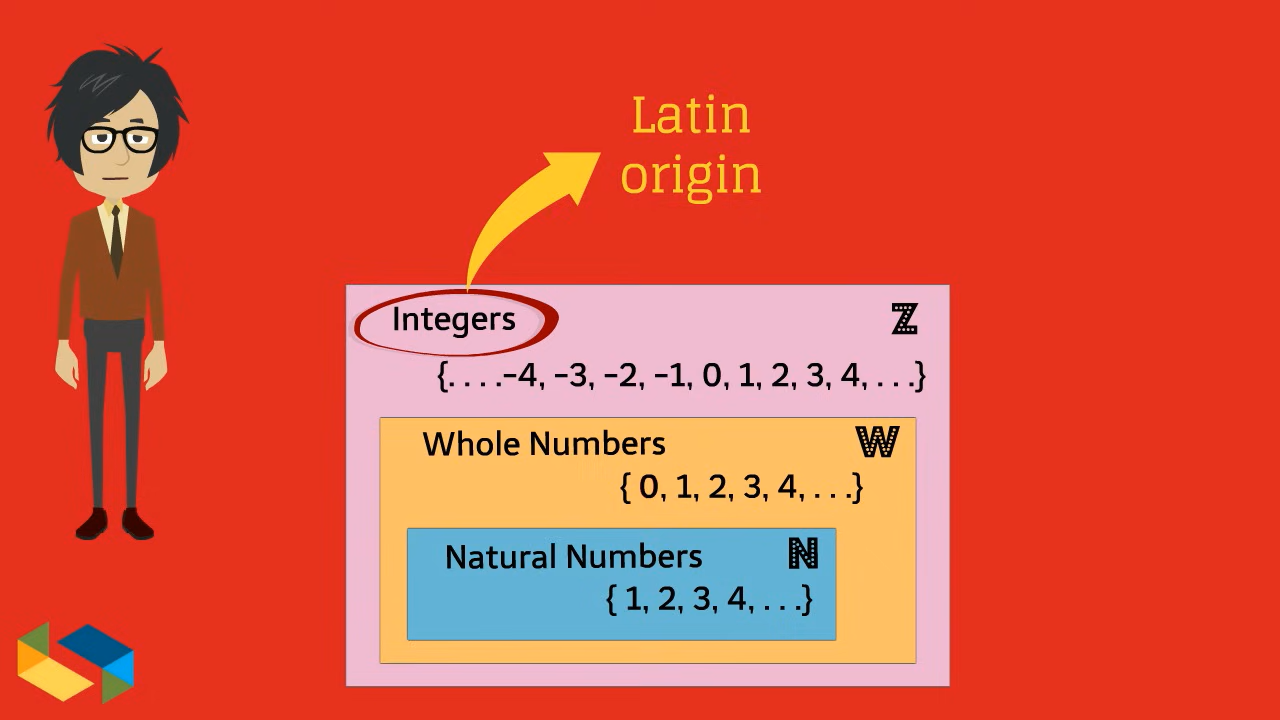 Latin
origin
Integers Z
{. . . .-4, -3, -2, -1, 0, 1, 2, 3, 4, . . .}
Whole Numbers W
{ 0, 1, 2, 3, 4, . . .}
Natural Numbers N
{ 1, 2, 3, 4, . . .}